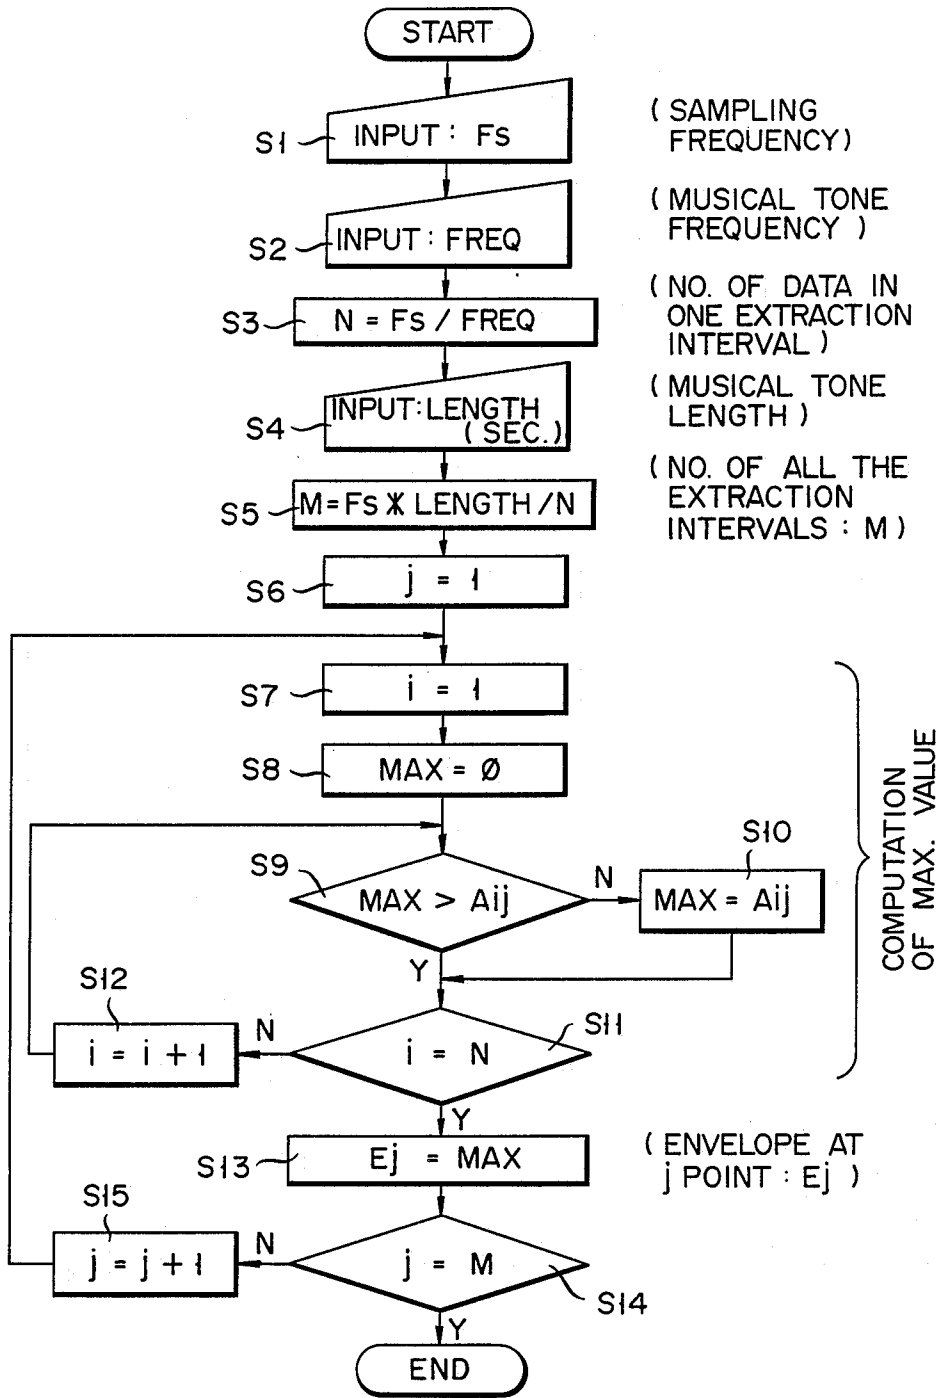 START
S1
INPUT : Fs
( SAMPLING
FREQUENCY)
S2
INPUT : FREQ
( MUSICAL TONE
FREQUENCY )
S3
N = Fs / FREQ
( NO. OF DATA IN
ONE EXTRACTION
INTERVAL )
S4
INPUT:LENGTH
( SEC.)
( MUSICAL TONE
LENGTH )
S5
M=Fs * LENGTH/N
( NO. OF ALL THE
EXTRACTION
INTERVALS : M )
S6
j = 1
S7
i = 1
S8
MAX = Ø
COMPUTATION
OF MAX. VALUE
S9
MAX > Aij
N
S10
MAX = Aij
Y
S12
i = i + 1
N
i = N
S11
Y
S13
Ej = MAX
( ENVELOPE AT
j POINT : Ej )
S15
j = j + 1
N
j = M
S14
Y
END